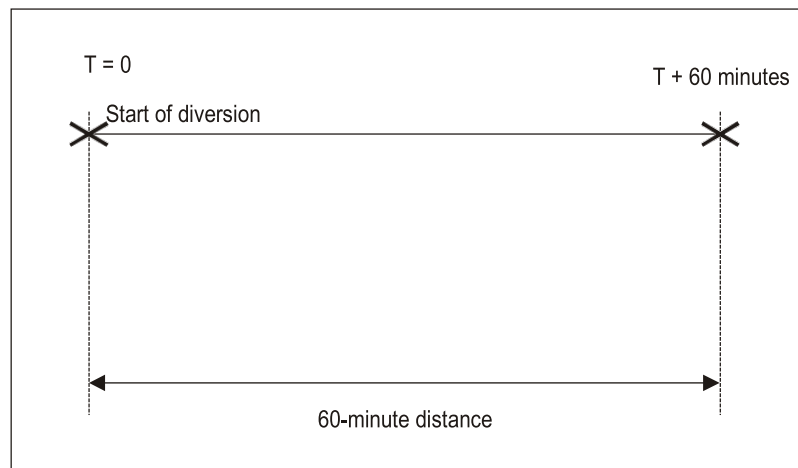 T = 0
T + 60 minutes
Start of diversion
60-minute distance